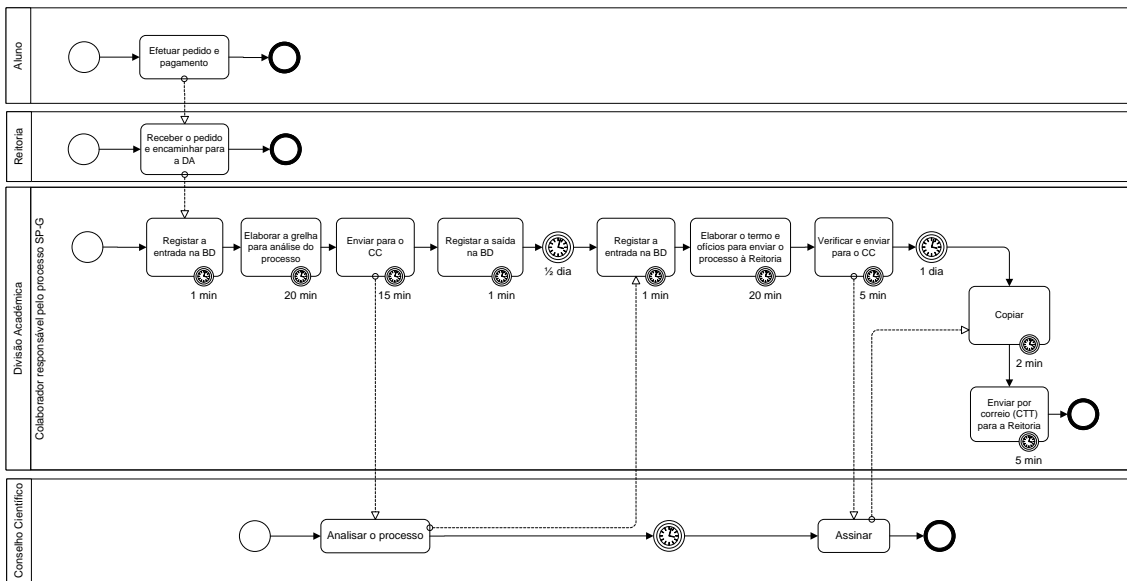 Aluno
Efetuar pedido e
pagamento
Reitoria
Receber o pedido
e encaminhar para
a DA
Divisão Académica
Colaborador responsável pelo processo SP-G
Registar a
entrada na BD
1 min
Elaborar a grelha
para análise do
processo
20 min
Enviar para o
CC
15 min
Registar a saída
na BD
1 min
½ dia
Registar a
entrada na BD
1 min
Elaborar o termo e
ofícios para enviar o
processo à Reitoria
20 min
Verificar e enviar
para o CC
5 min
1 dia
Copiar
2 min
Enviar por
correio (CTT)
para a Reitoria
5 min
Conselho Científico
Analisar o processo
Assinar